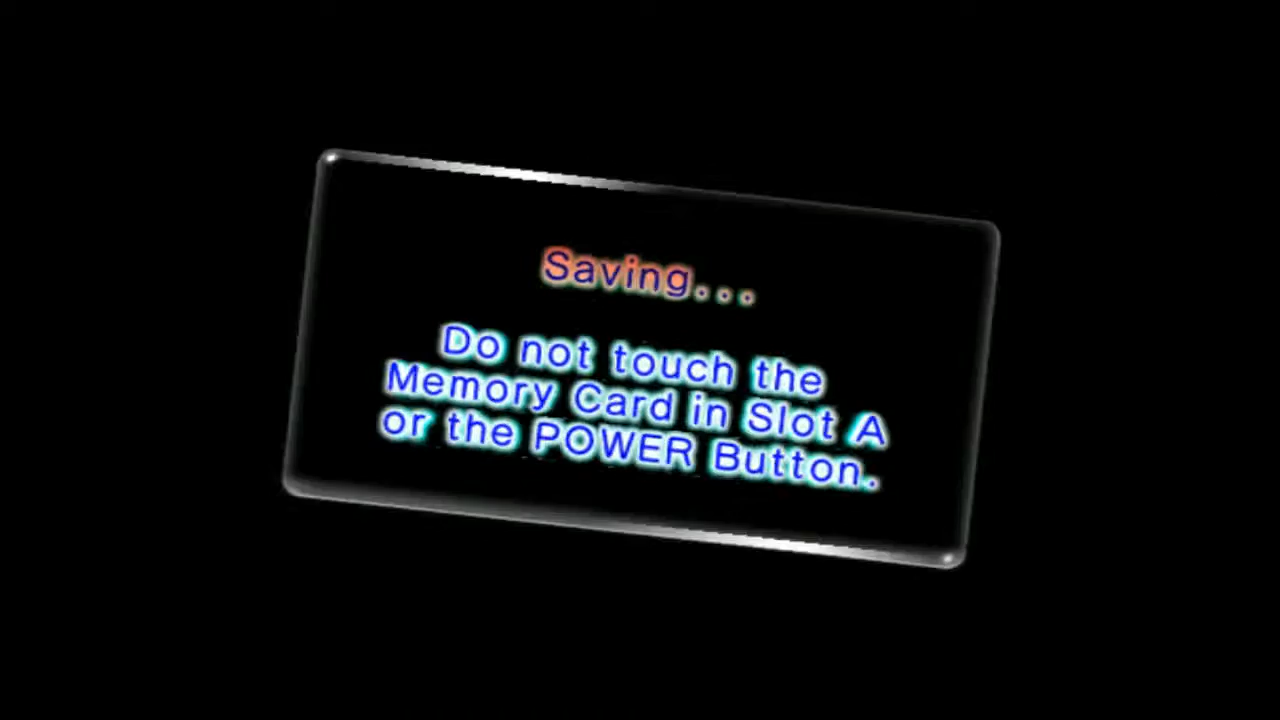 Saving...
Do not touch the
Memory Card in Slot A
or the POWER Button.